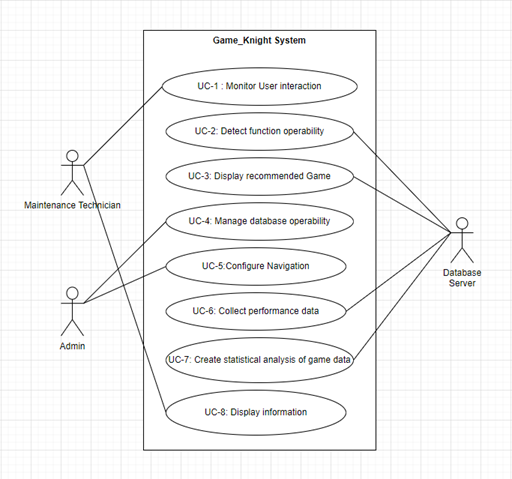 Game_Knight System
UC-1 : Monitor User interaction
UC-2: Detect function operability
UC-3: Display recommended Game
Maintenance Technician
UC-4: Manage database operability
UC-5:Configure Navigation
Database
Server
UC-6: Collect performance data
Admin
UC-7: Create statistical analysis of game data
UC-8: Display information